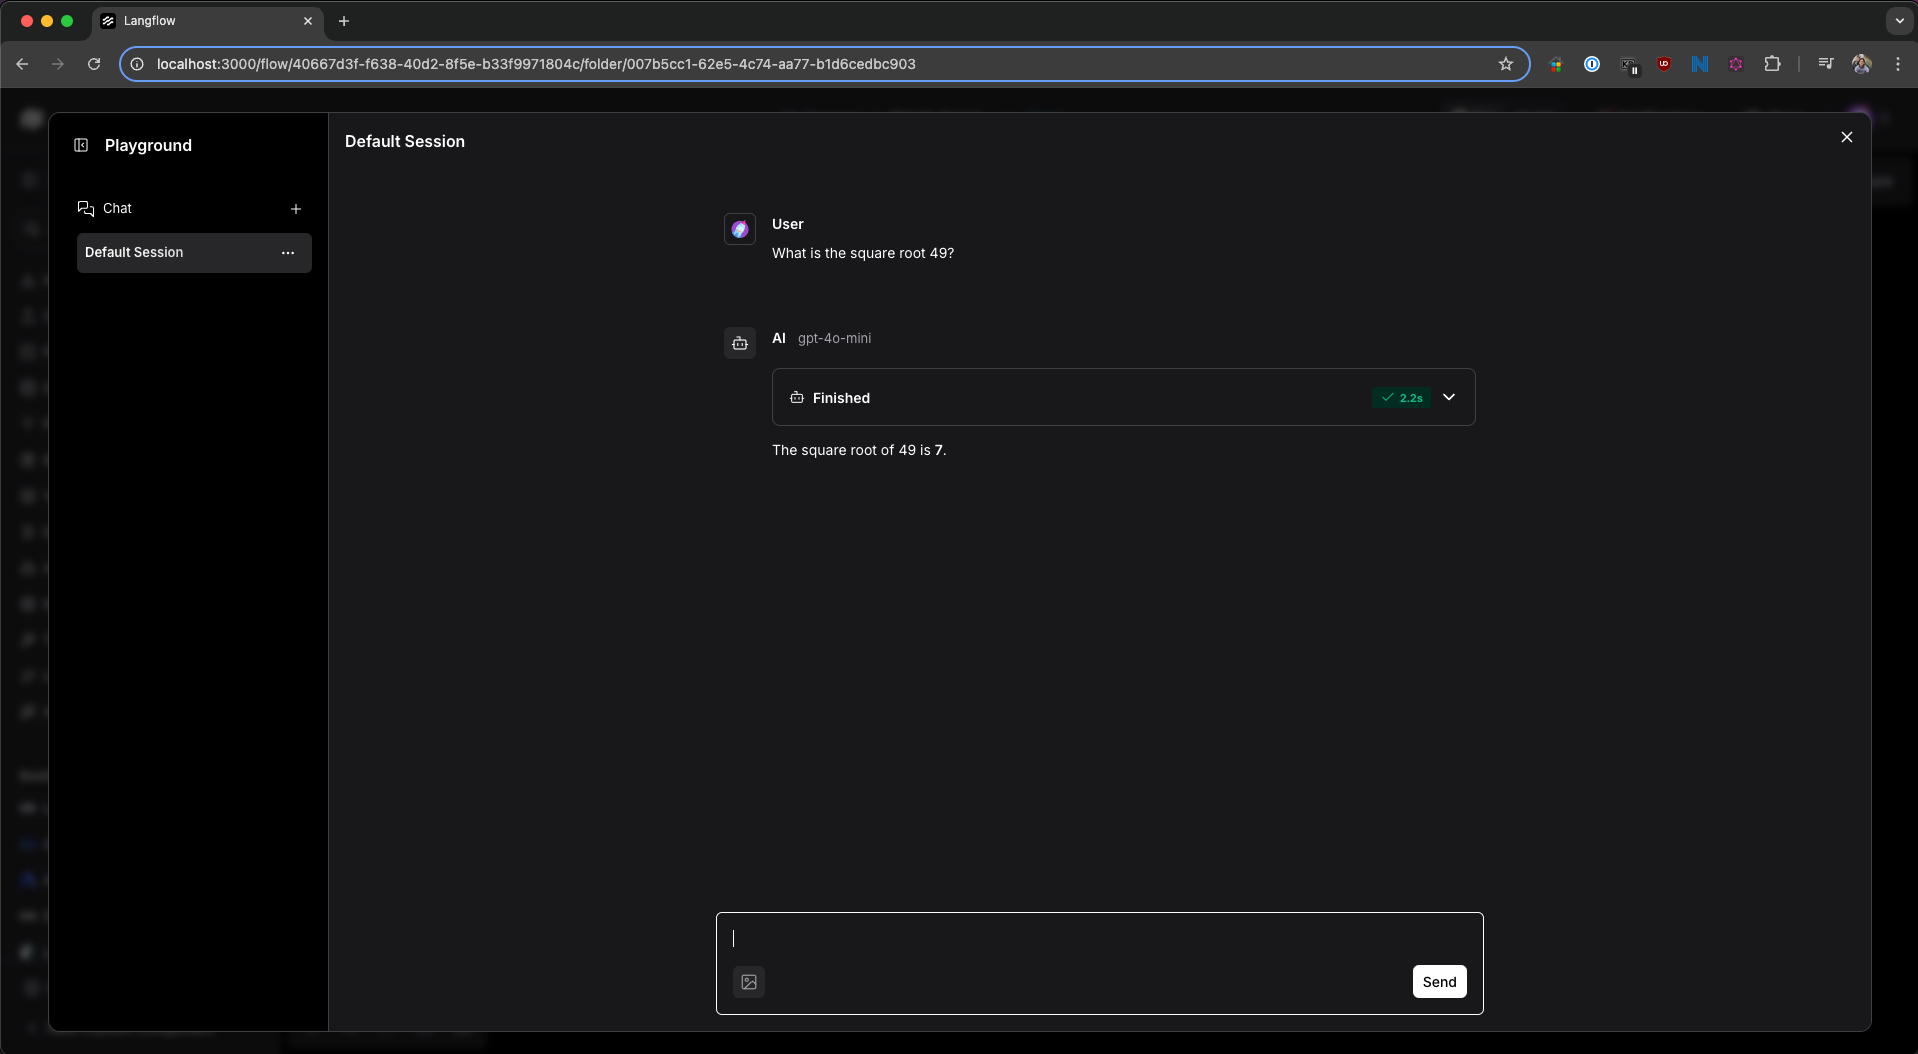 Langflow
localhost:3000/flow/40667d3f-f638-40d2-8f5e-b33f9971804c/folder/007b5cc1-62e5-4c74-aa77-b1d6cedbc903
Playground
Chat
Default Session
Default Session
User
What is the square root 49?
AI gpt-4o-mini
Finished
2.2s
The square root of 49 is 7.
Send